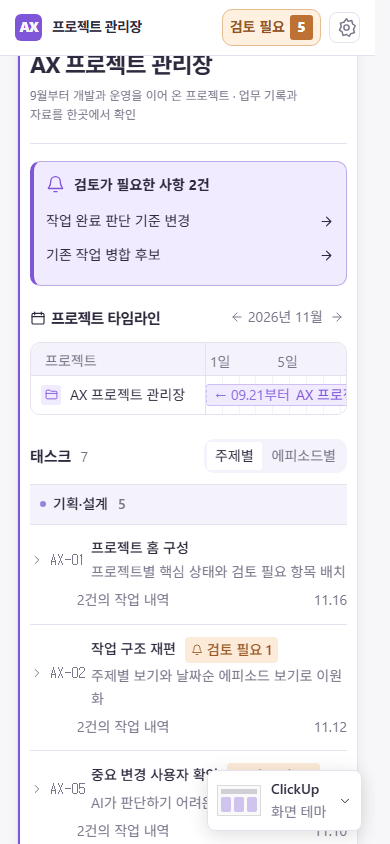 AX 프로젝트 관리장
검토 필요 5
AX 프로젝트 관리장
9월부터 개발과 운영을 이어 온 프로젝트 · 업무 기록과
자료를 한곳에서 확인
검토가 필요한 사항 2건
작업 완료 판단 기준 변경 →
기존 작업 병합 후보 →
프로젝트 타임라인
← 2026년 11월 →
프로젝트 1일 5일
AX 프로젝트 관리장 ← 09.21부터 AX 프로
태스크 7
주제별 에피소드별
기획·설계 5
AX-01 프로젝트 홈 구성
프로젝트별 핵심 상태와 검토 필요 항목 배치
2건의 작업 내역 11.16
AX-02 작업 구조 재편 검토 필요 1
주제별 보기와 날짜순 에피소드 보기로 이원
화
2건의 작업 내역 11.12
AX-05 중요 변경 사용자 확인
AI가 판단하기 어려운
2건의 작업 내역 11.10
ClickUp
화면 테마